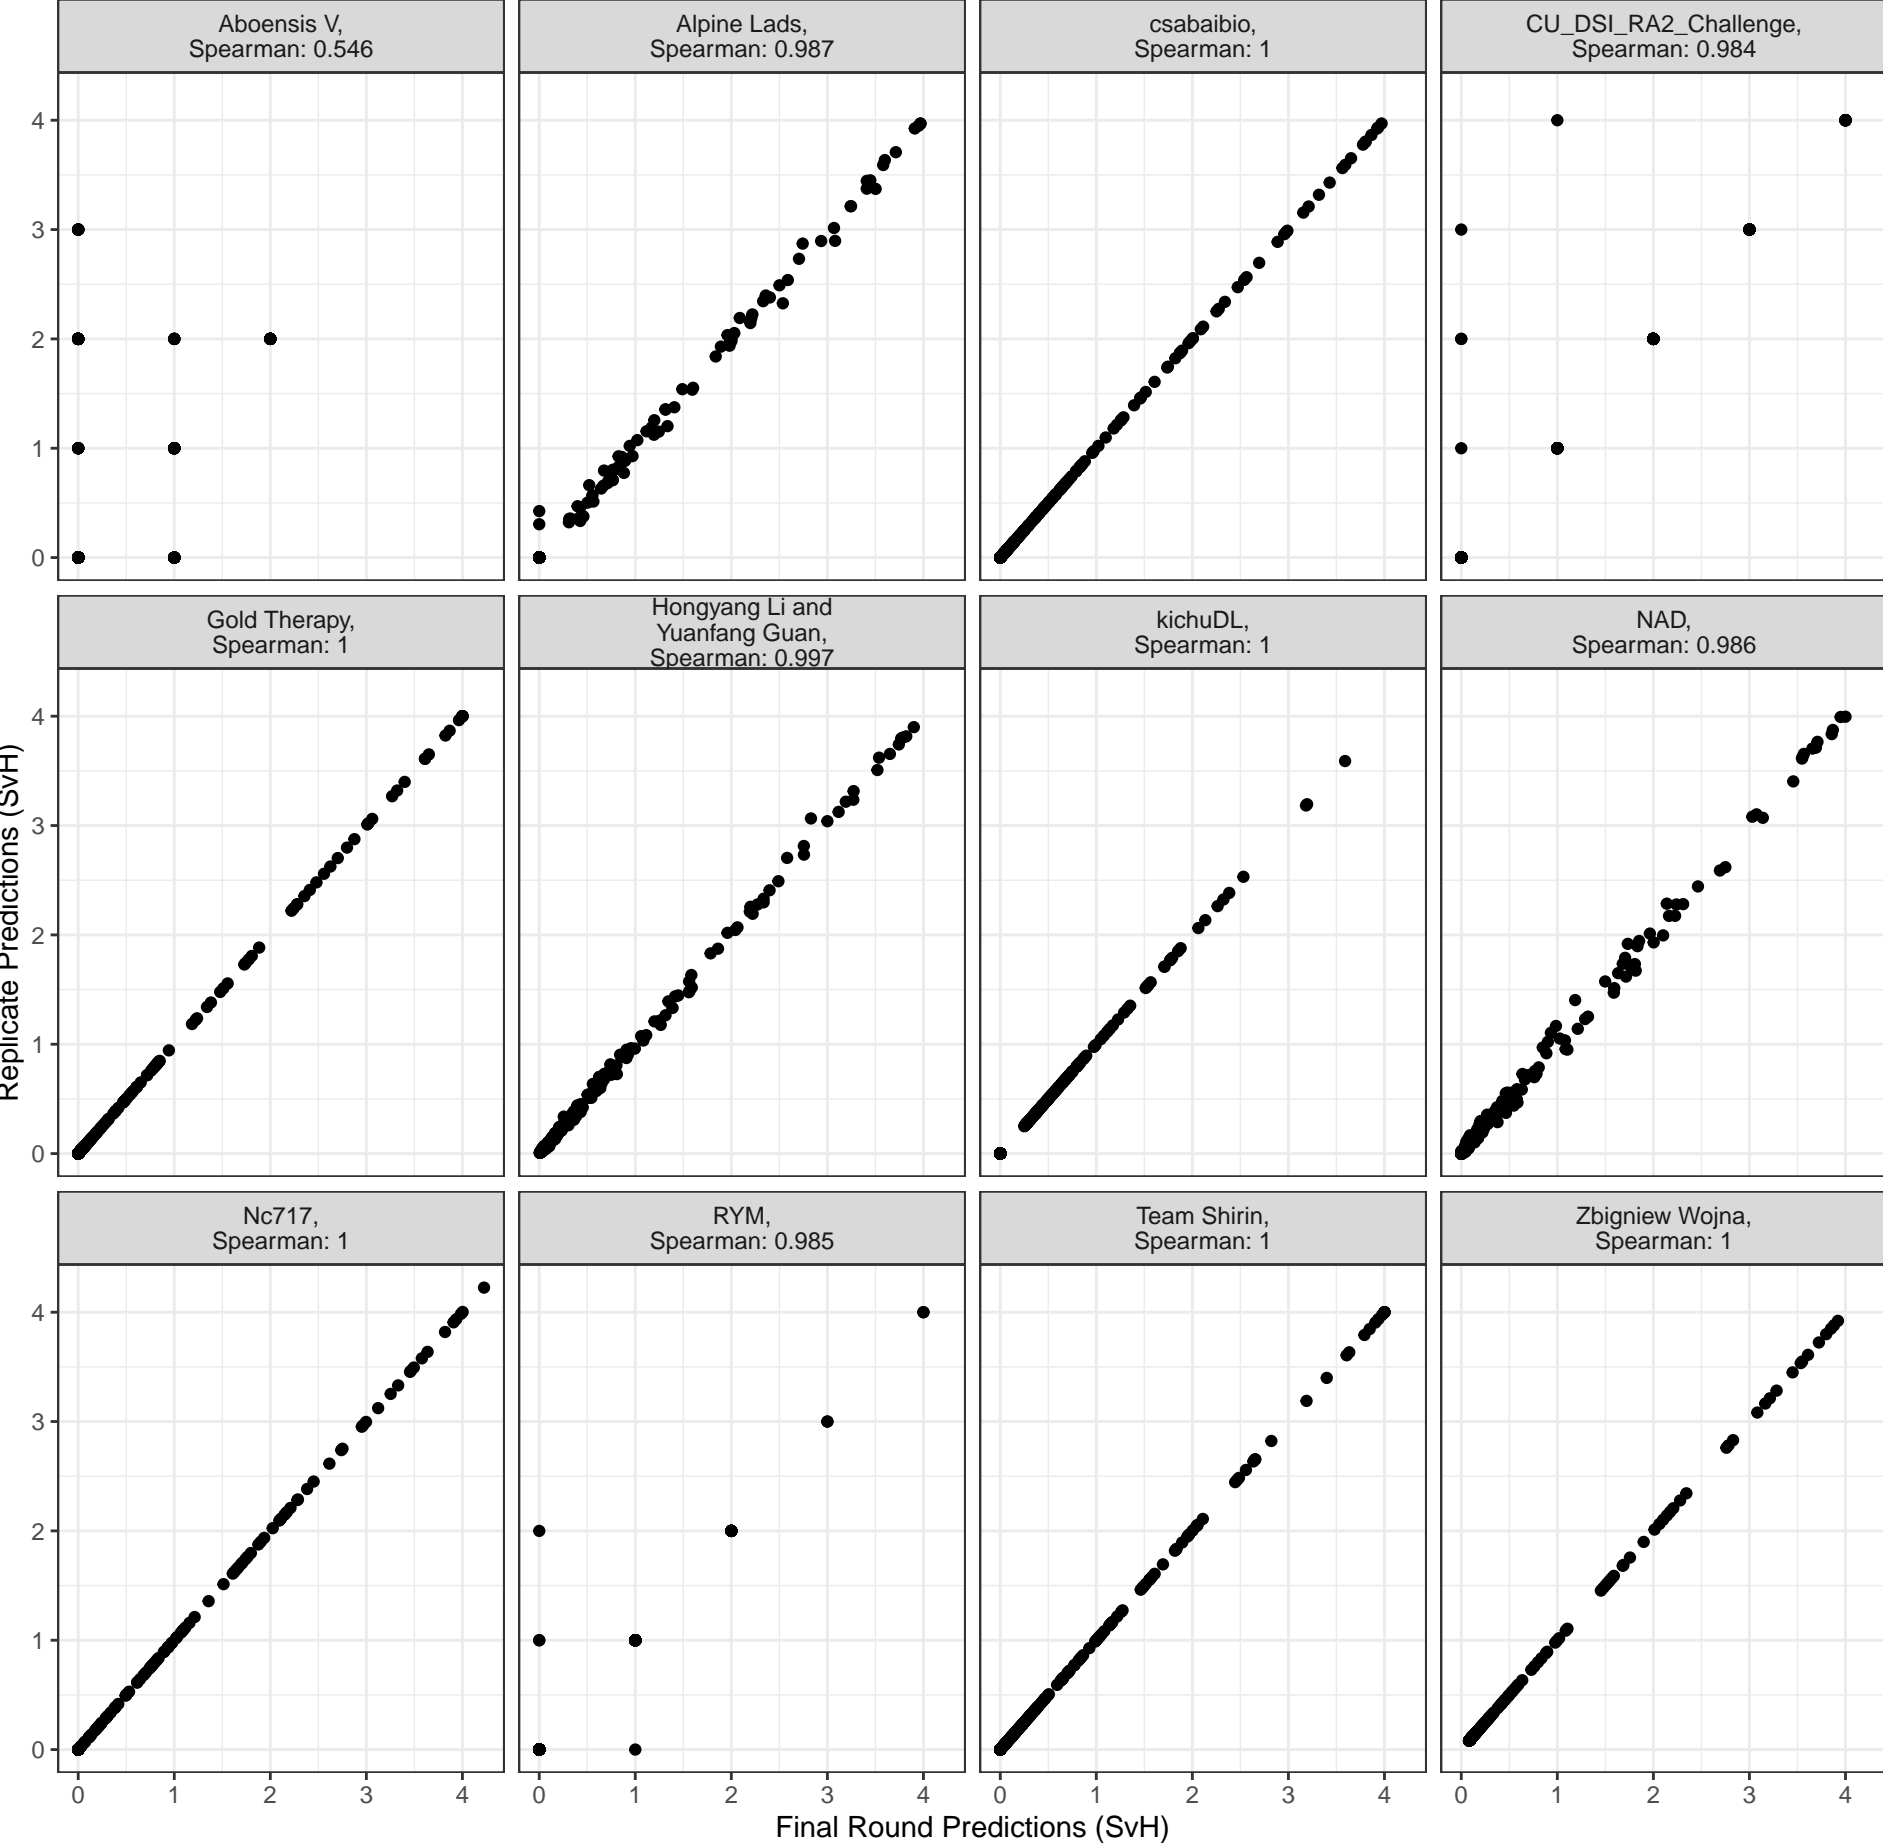 Aboensis V,
Spearman: 0.546
Alpine Lads,
Spearman: 0.987
csabaibio,
Spearman: 1
CU_DSI_RA2_Challenge,
Spearman: 0.984
4
3
2
1
0
Gold Therapy,
Spearman: 1
Hongyang Li and
Yuanfang Guan,
Spearman: 0.997
kichuDL,
Spearman: 1
NAD,
Spearman: 0.986
4
3
2
1
0
Replicate Predictions (SvH)
Nc717,
Spearman: 1
RYM,
Spearman: 0.985
Team Shirin,
Spearman: 1
Zbigniew Wojna,
Spearman: 1
4
3
2
1
0
0 1 2 3 4 0 1 2 3 4 0 1 2 3 4 0 1 2 3 4
Final Round Predictions (SvH)